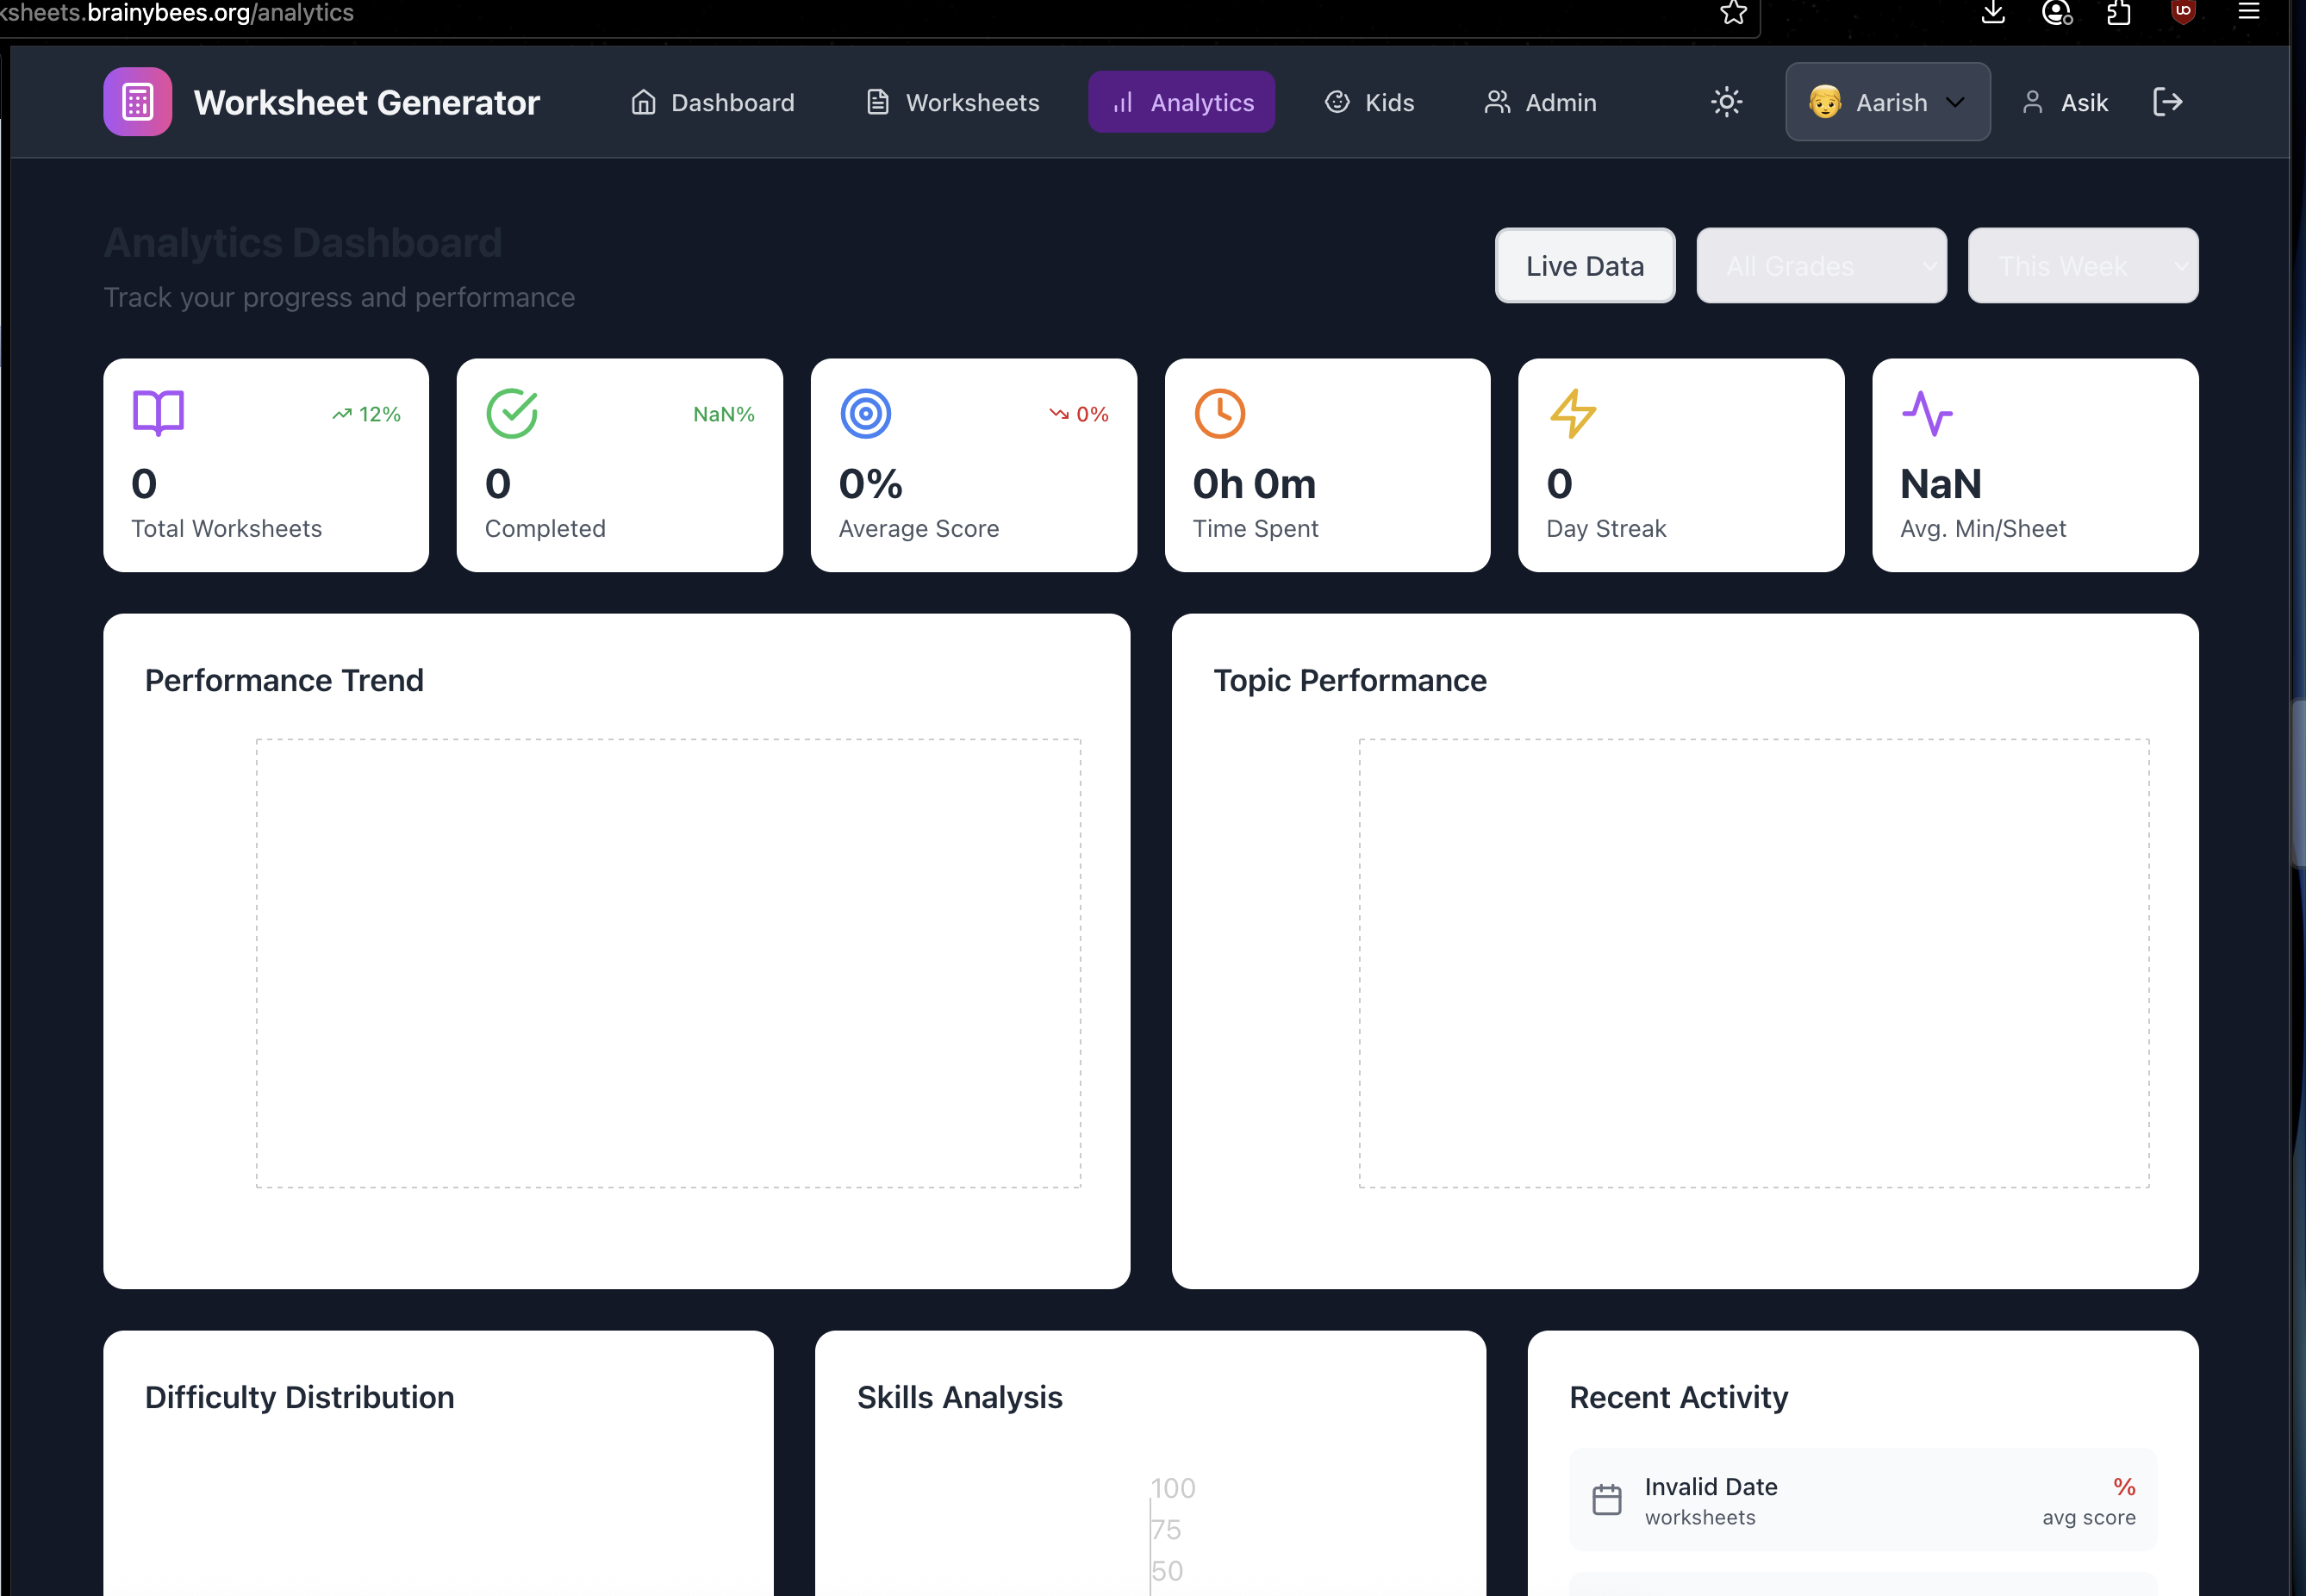 ksheets.brainybees.org/analytics
Worksheet Generator
Dashboard
Worksheets
Analytics
Kids
Admin
Aarish
Asik
Analytics Dashboard
Track your progress and performance
Live Data
All Grades
This Week
12%
0
Total Worksheets
NaN%
0
Completed
0%
0%
Average Score
0h 0m
Time Spent
0
Day Streak
NaN
Avg. Min/Sheet
Performance Trend
Topic Performance
Difficulty Distribution
Skills Analysis
100
75
50
Recent Activity
Invalid Date
%
worksheets
avg score